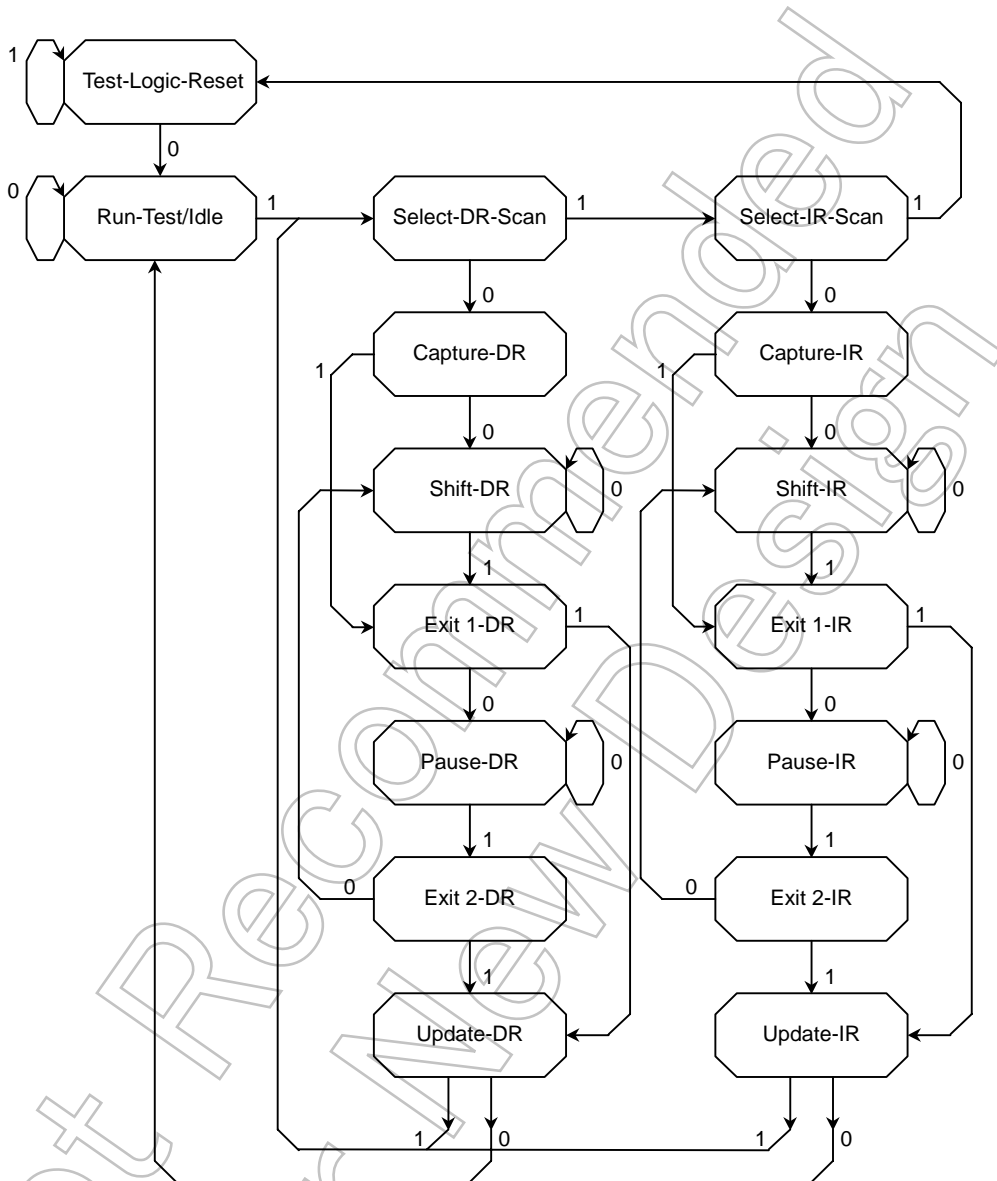 1
Test-Logic-Reset
0
0
Run-Test/Idle
1
Select-DR-Scan
1
Select-IR-Scan
1
0
0
Capture-DR
Capture-IR
1
1
0
0
Shift-DR
0
Shift-IR
0
1
1
Exit 1-DR
1
Exit 1-IR
1
0
0
Pause-DR
0
Pause-IR
0
1
1
0
Exit 2-DR
0
Exit 2-IR
1
1
Update-DR
Update-IR
1
0
1
0
t Recommended
r New Design